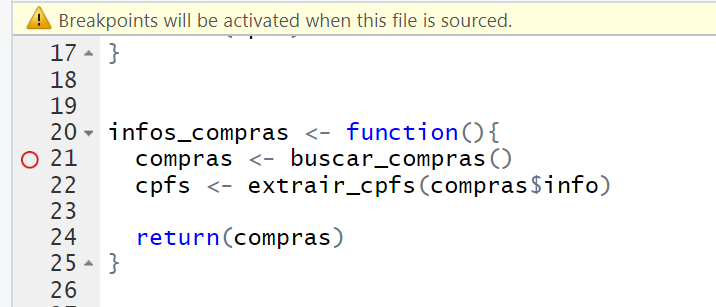 Breakpoints will be activated when this file is sourced.
17 }
18
19
20 infos_compras <- function(){
21 compras <- buscar_compras()
22 cpfs <- extrair_cpfs(compras$info)
23
24 return(compras)
25 }
26